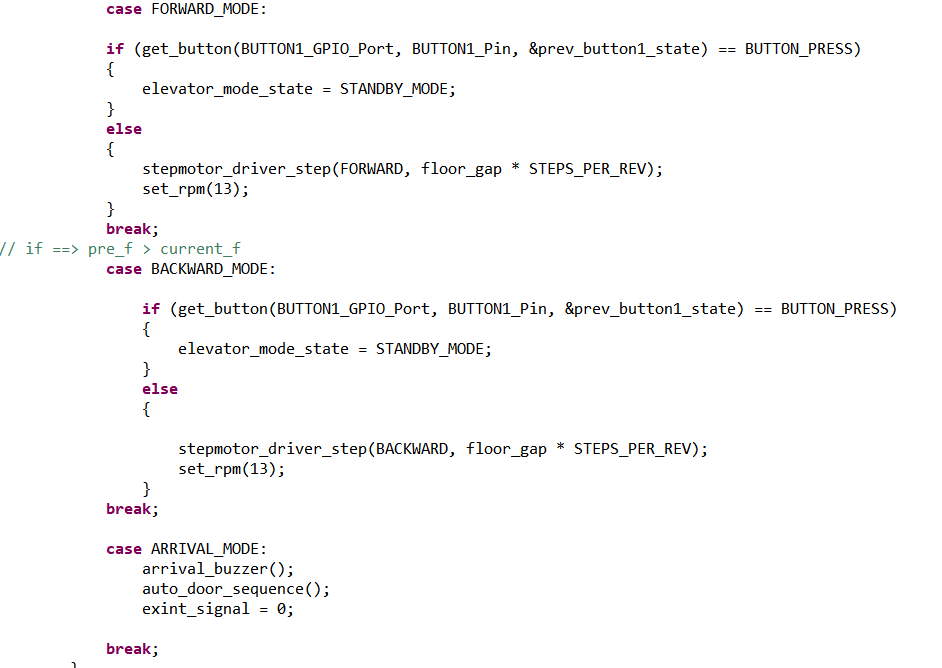 case FORWARD_MODE:
if (get_button(BUTTON1_GPIO_Port, BUTTON1_Pin, &prev_button1_state) == BUTTON_PRESS)
{
elevator_mode_state = STANDBY_MODE;
}
else
{
stepmotor_driver_step(FORWARD, floor_gap * STEPS_PER_REV);
set_rpm(13);
}
break;
// if ==> pre_f > current_f
case BACKWARD_MODE:
if (get_button(BUTTON1_GPIO_Port, BUTTON1_Pin, &prev_button1_state) == BUTTON_PRESS)
{
elevator_mode_state = STANDBY_MODE;
}
else
{
stepmotor_driver_step(BACKWARD, floor_gap * STEPS_PER_REV);
set_rpm(13);
}
break;
case ARRIVAL_MODE:
arrival_buzzer();
auto_door_sequence();
exint_signal = 0;
break;
}